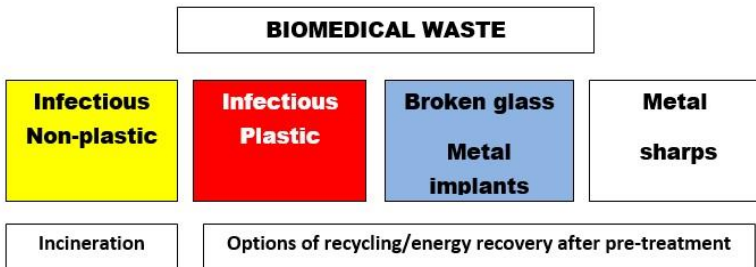 BIOMEDICAL WASTE
Infectious
Non-plastic
Infectious
Plastic
Broken glass
Metal
implants
Metal
sharps
Incineration
Options of recycling/energy recovery after pre-treatment